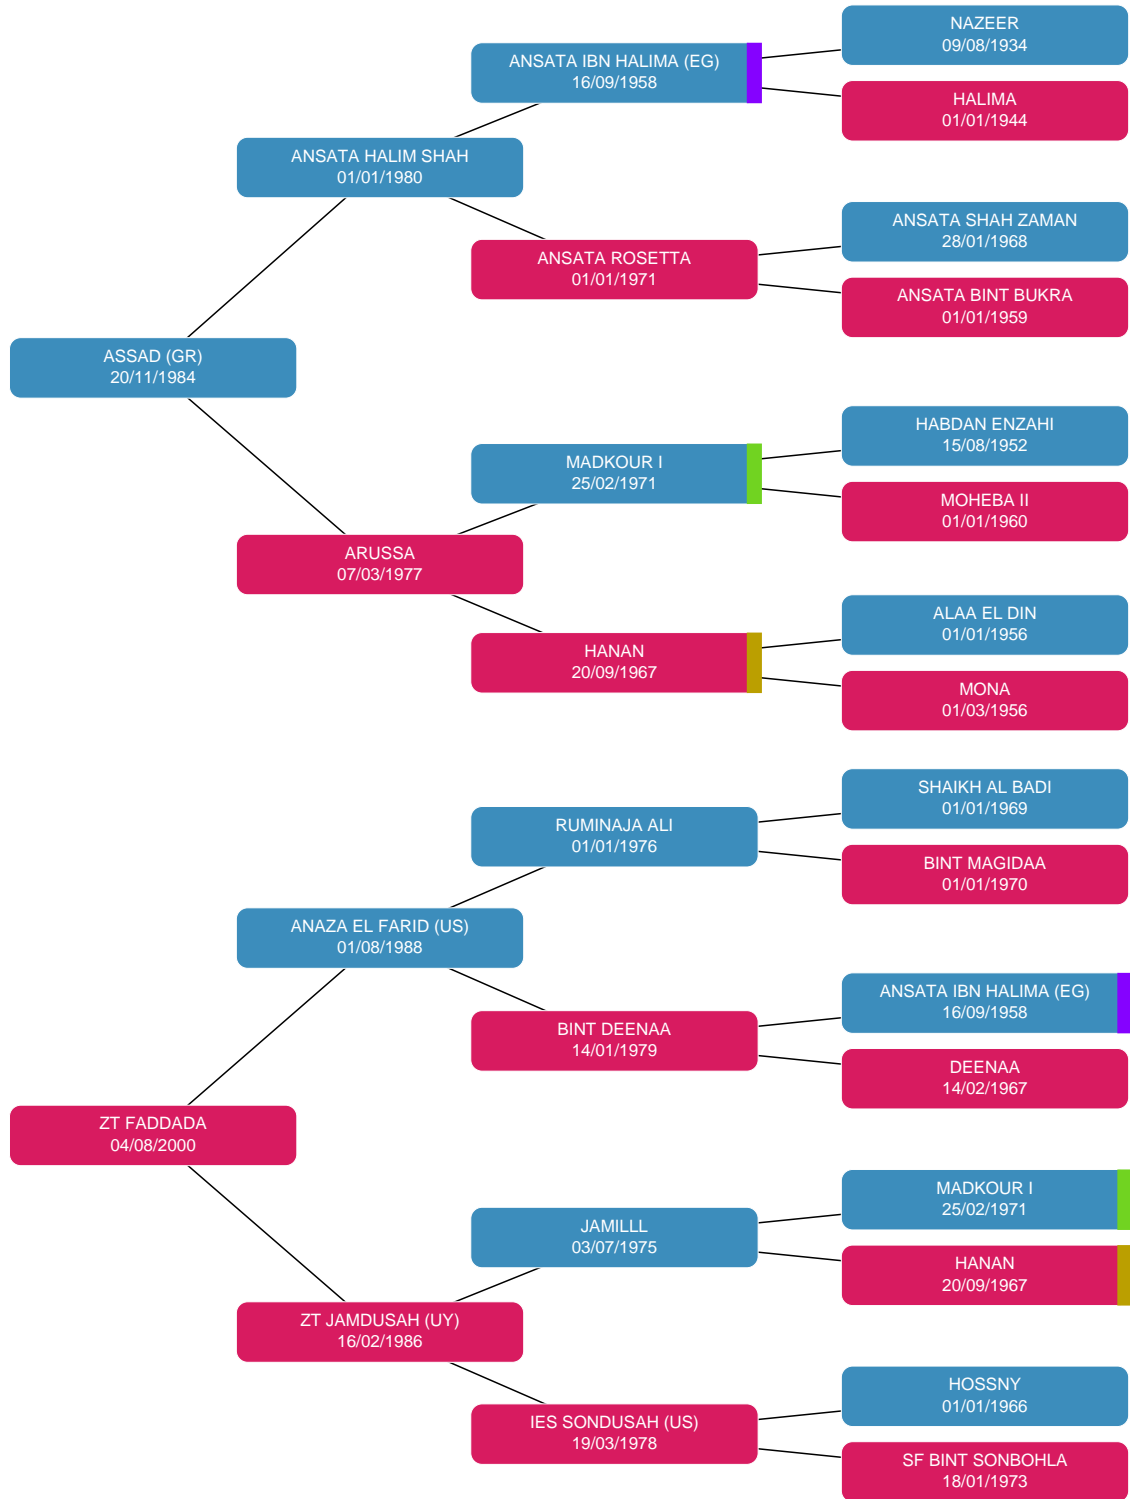 NAZEER
09/08/1934
ANSATA IBN HALIMA (EG)
16/09/1958
HALIMA
01/01/1944
ANSATA HALIM SHAH
01/01/1980
ANSATA SHAH ZAMAN
28/01/1968
ANSATA ROSETTA
01/01/1971
ANSATA BINT BUKRA
01/01/1959
ASSAD (GR)
20/11/1984
HABDAN ENZAHI
15/08/1952
MADKOUR I
25/02/1971
MOHEBA II
01/01/1960
ARUSSA
07/03/1977
ALAA EL DIN
01/01/1956
HANAN
20/09/1967
MONA
01/03/1956
SHAIKH AL BADI
01/01/1969
RUMINAJA ALI
01/01/1976
BINT MAGIDAA
01/01/1970
ANAZA EL FARID (US)
01/08/1988
ANSATA IBN HALIMA (EG)
16/09/1958
BINT DEENAA
14/01/1979
DEENAA
14/02/1967
ZT FADDADA
04/08/2000
MADKOUR I
25/02/1971
JAMILLL
03/07/1975
HANAN
20/09/1967
ZT JAMDUSAH (UY)
16/02/1986
HOSSNY
01/01/1966
IES SONDUSAH (US)
19/03/1978
SF BINT SONBOHLA
18/01/1973